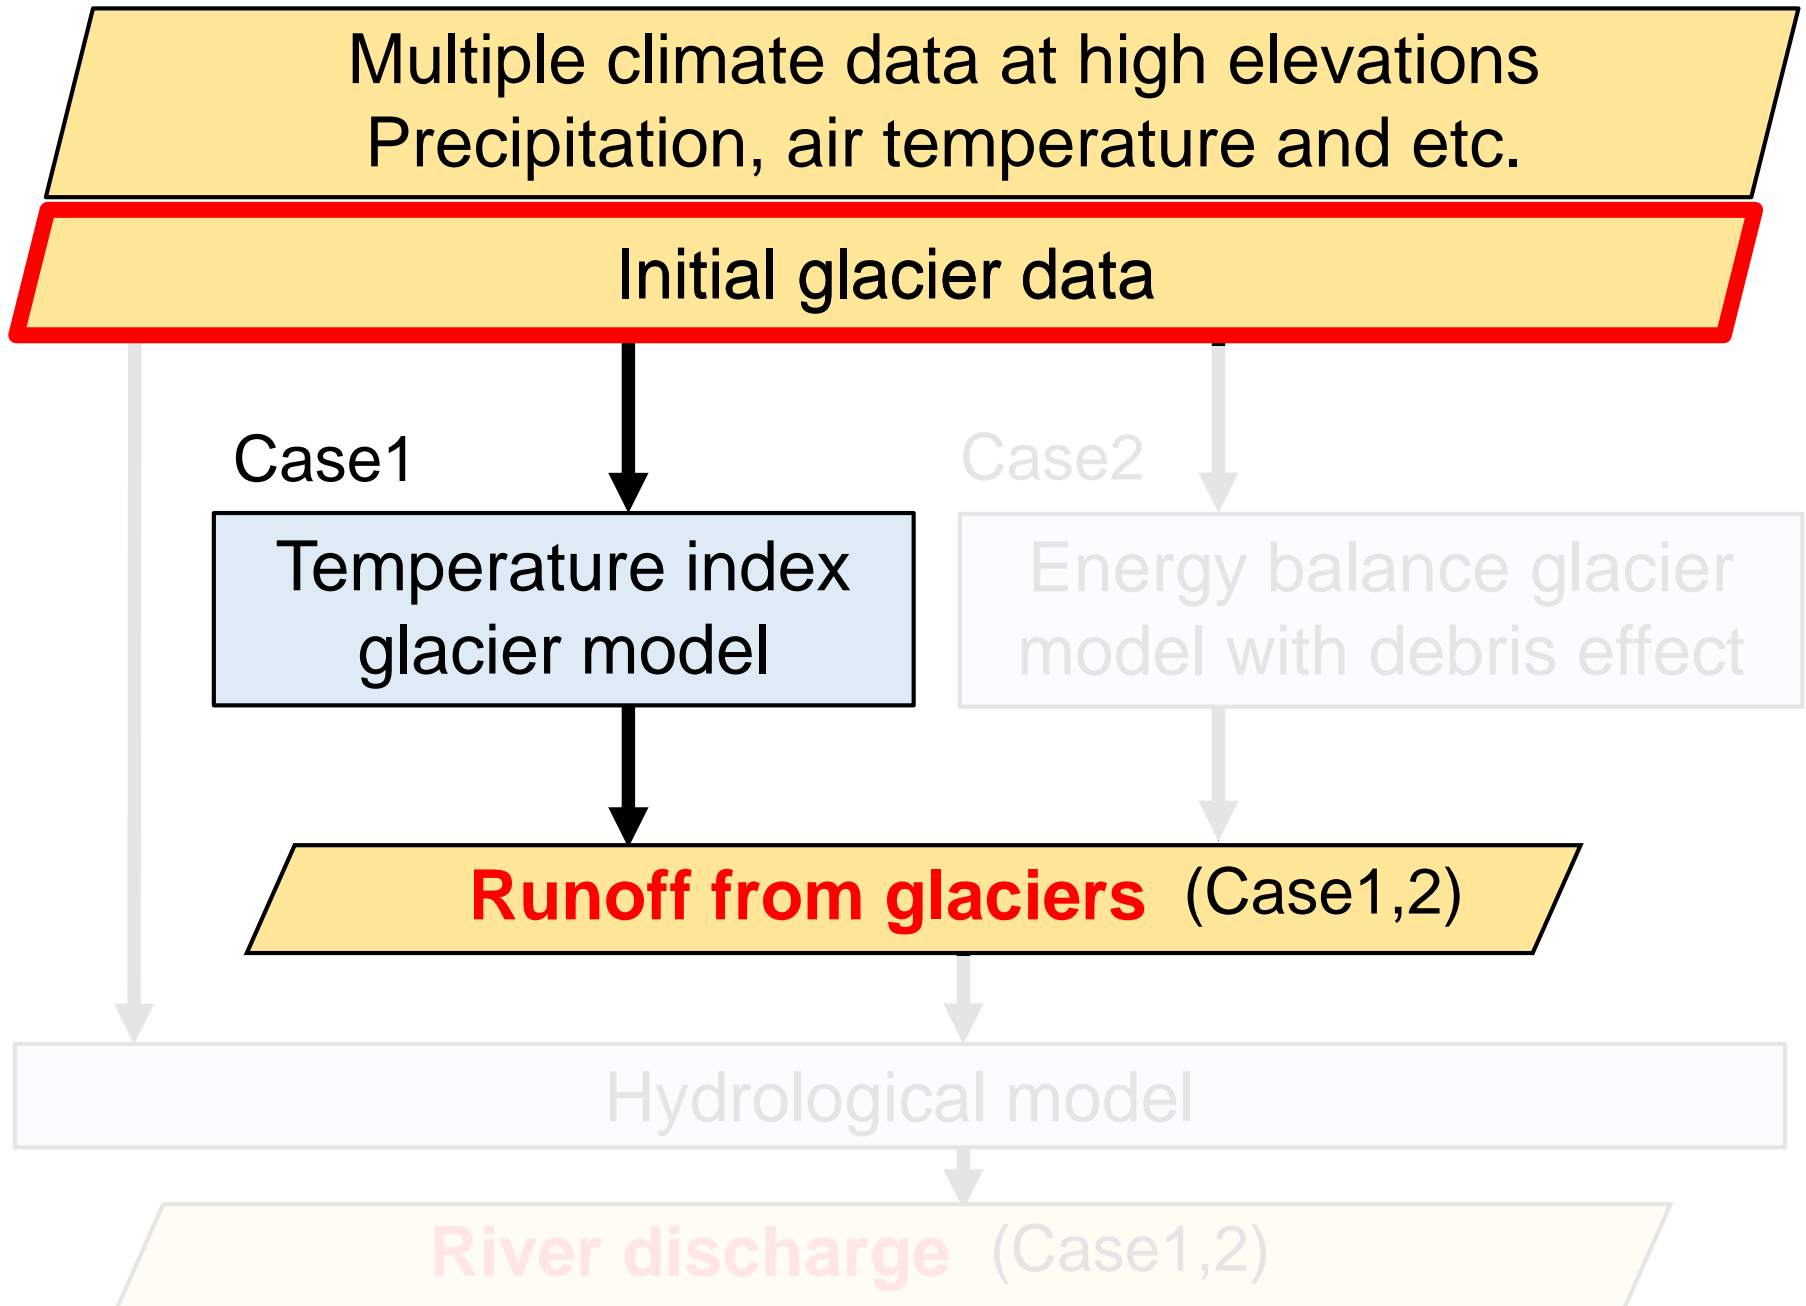 Multiple climate data at high elevations
Precipitation, air temperature and etc.
Initial glacier data
Case1
Case2
Temperature index
glacier model
Energy balance glacier
model with debris effect
Runoff from glaciers (Case1,2)
Hydrological model
River discharge (Case1,2)